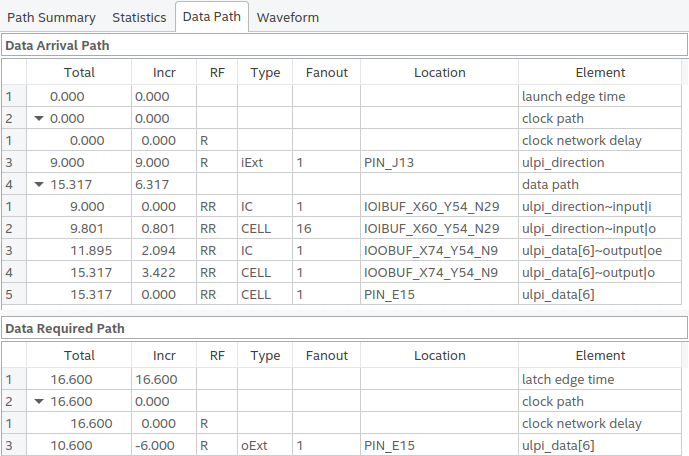 Path Summary Statistics Data Path Waveform
Data Arrival Path
Total Incr RF Type Fanout Location Element
1 0.000 0.000 launch edge time
2 0.000 0.000 clock path
1 0.000 0.000 R clock network delay
3 9.000 9.000 R iExt 1 PIN_J13 ulpi_direction
4 15.317 6.317 data path
1 9.000 0.000 RR IC 1 IOIBUF_X60_Y54_N29 ulpi_direction~input|i
2 9.801 0.801 RR CELL 16 IOIBUF_X60_Y54_N29 ulpi_direction~input|o
3 11.895 2.094 RR IC 1 IOOBUF_X74_Y54_N9 ulpi_data[6]~output|oe
4 15.317 3.422 RR CELL 1 IOOBUF_X74_Y54_N9 ulpi_data[6]~output|o
5 15.317 0.000 RR CELL 1 PIN_E15 ulpi_data[6]
Data Required Path
Total Incr RF Type Fanout Location Element
1 16.600 16.600 latch edge time
2 16.600 0.000 clock path
1 16.600 0.000 R clock network delay
3 10.600 -6.000 R oExt 1 PIN_E15 ulpi_data[6]